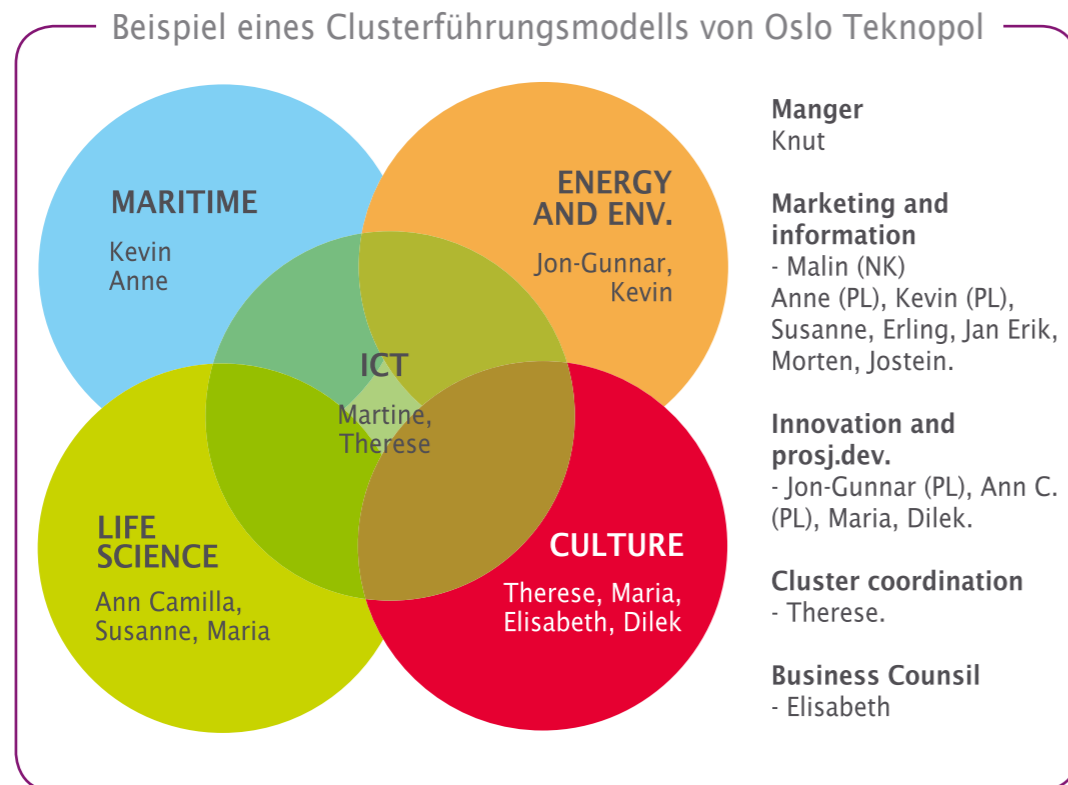 Beispiel eines Clusterführungsmodells von Oslo Teknopol
MARITIME
Kevin
Anne
ENERGY
AND ENV.
Jon-Gunnar,
Kevin
ICT
Martine,
Therese
LIFE
SCIENCE
Ann Camilla,
Susanne, Maria
CULTURE
Therese, Maria,
Elisabeth, Dilek
Manger
Knut
Marketing and
information
- Malin (NK)
Anne (PL), Kevin (PL),
Susanne, Erling, Jan Erik,
Morten, Jostein.
Innovation and
prosj.dev.
- Jon-Gunnar (PL), Ann C.
(PL), Maria, Dilek.
Cluster coordination
- Therese.
Business Counsil
- Elisabeth